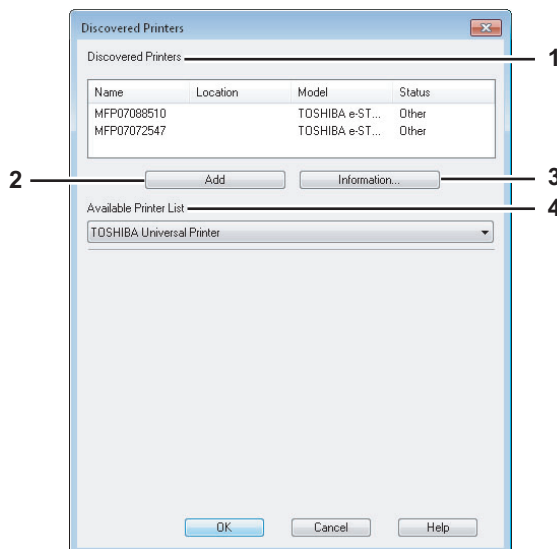 Discovered Printers
Discovered Printers
1
Name Location Model Status
MFP07088510 TOSHIBA e-ST... Other
MFP07072547 TOSHIBA e-ST... Other
2
Add Information...
3
Available Printer List
4
TOSHIBA Universal Printer
OK Cancel Help